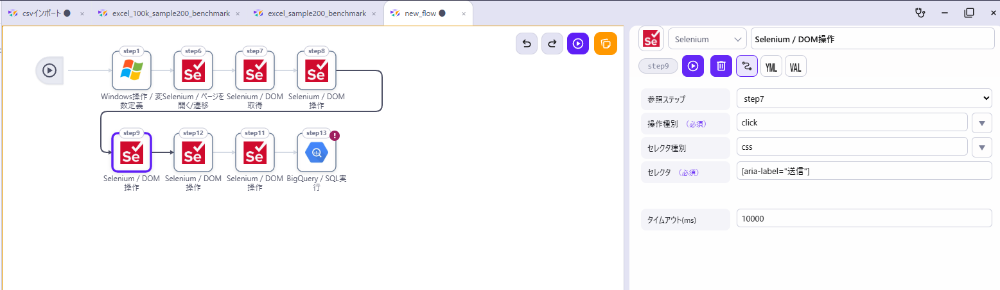 csvインポート
excel_100k_sample200_benchmark
excel_sample200_benchmark
new_flow
step1
step6
step7
step8
Windows操作 / 変数定義
Selenium / ページを開く/遷移
Selenium / DOM取得
Selenium / DOM操作
step9
step12
step11
step13
Selenium / DOM操作
Selenium / DOM操作
Selenium / DOM操作
BigQuery / SQL実行
Se
Selenium
Selenium / DOM操作
step9
YML
VAL
参照ステップ
step7
操作種別 （必須）
click
セレクタ種別
css
セレクタ （必須）
[aria-label="送信"]
タイムアウト(ms)
10000